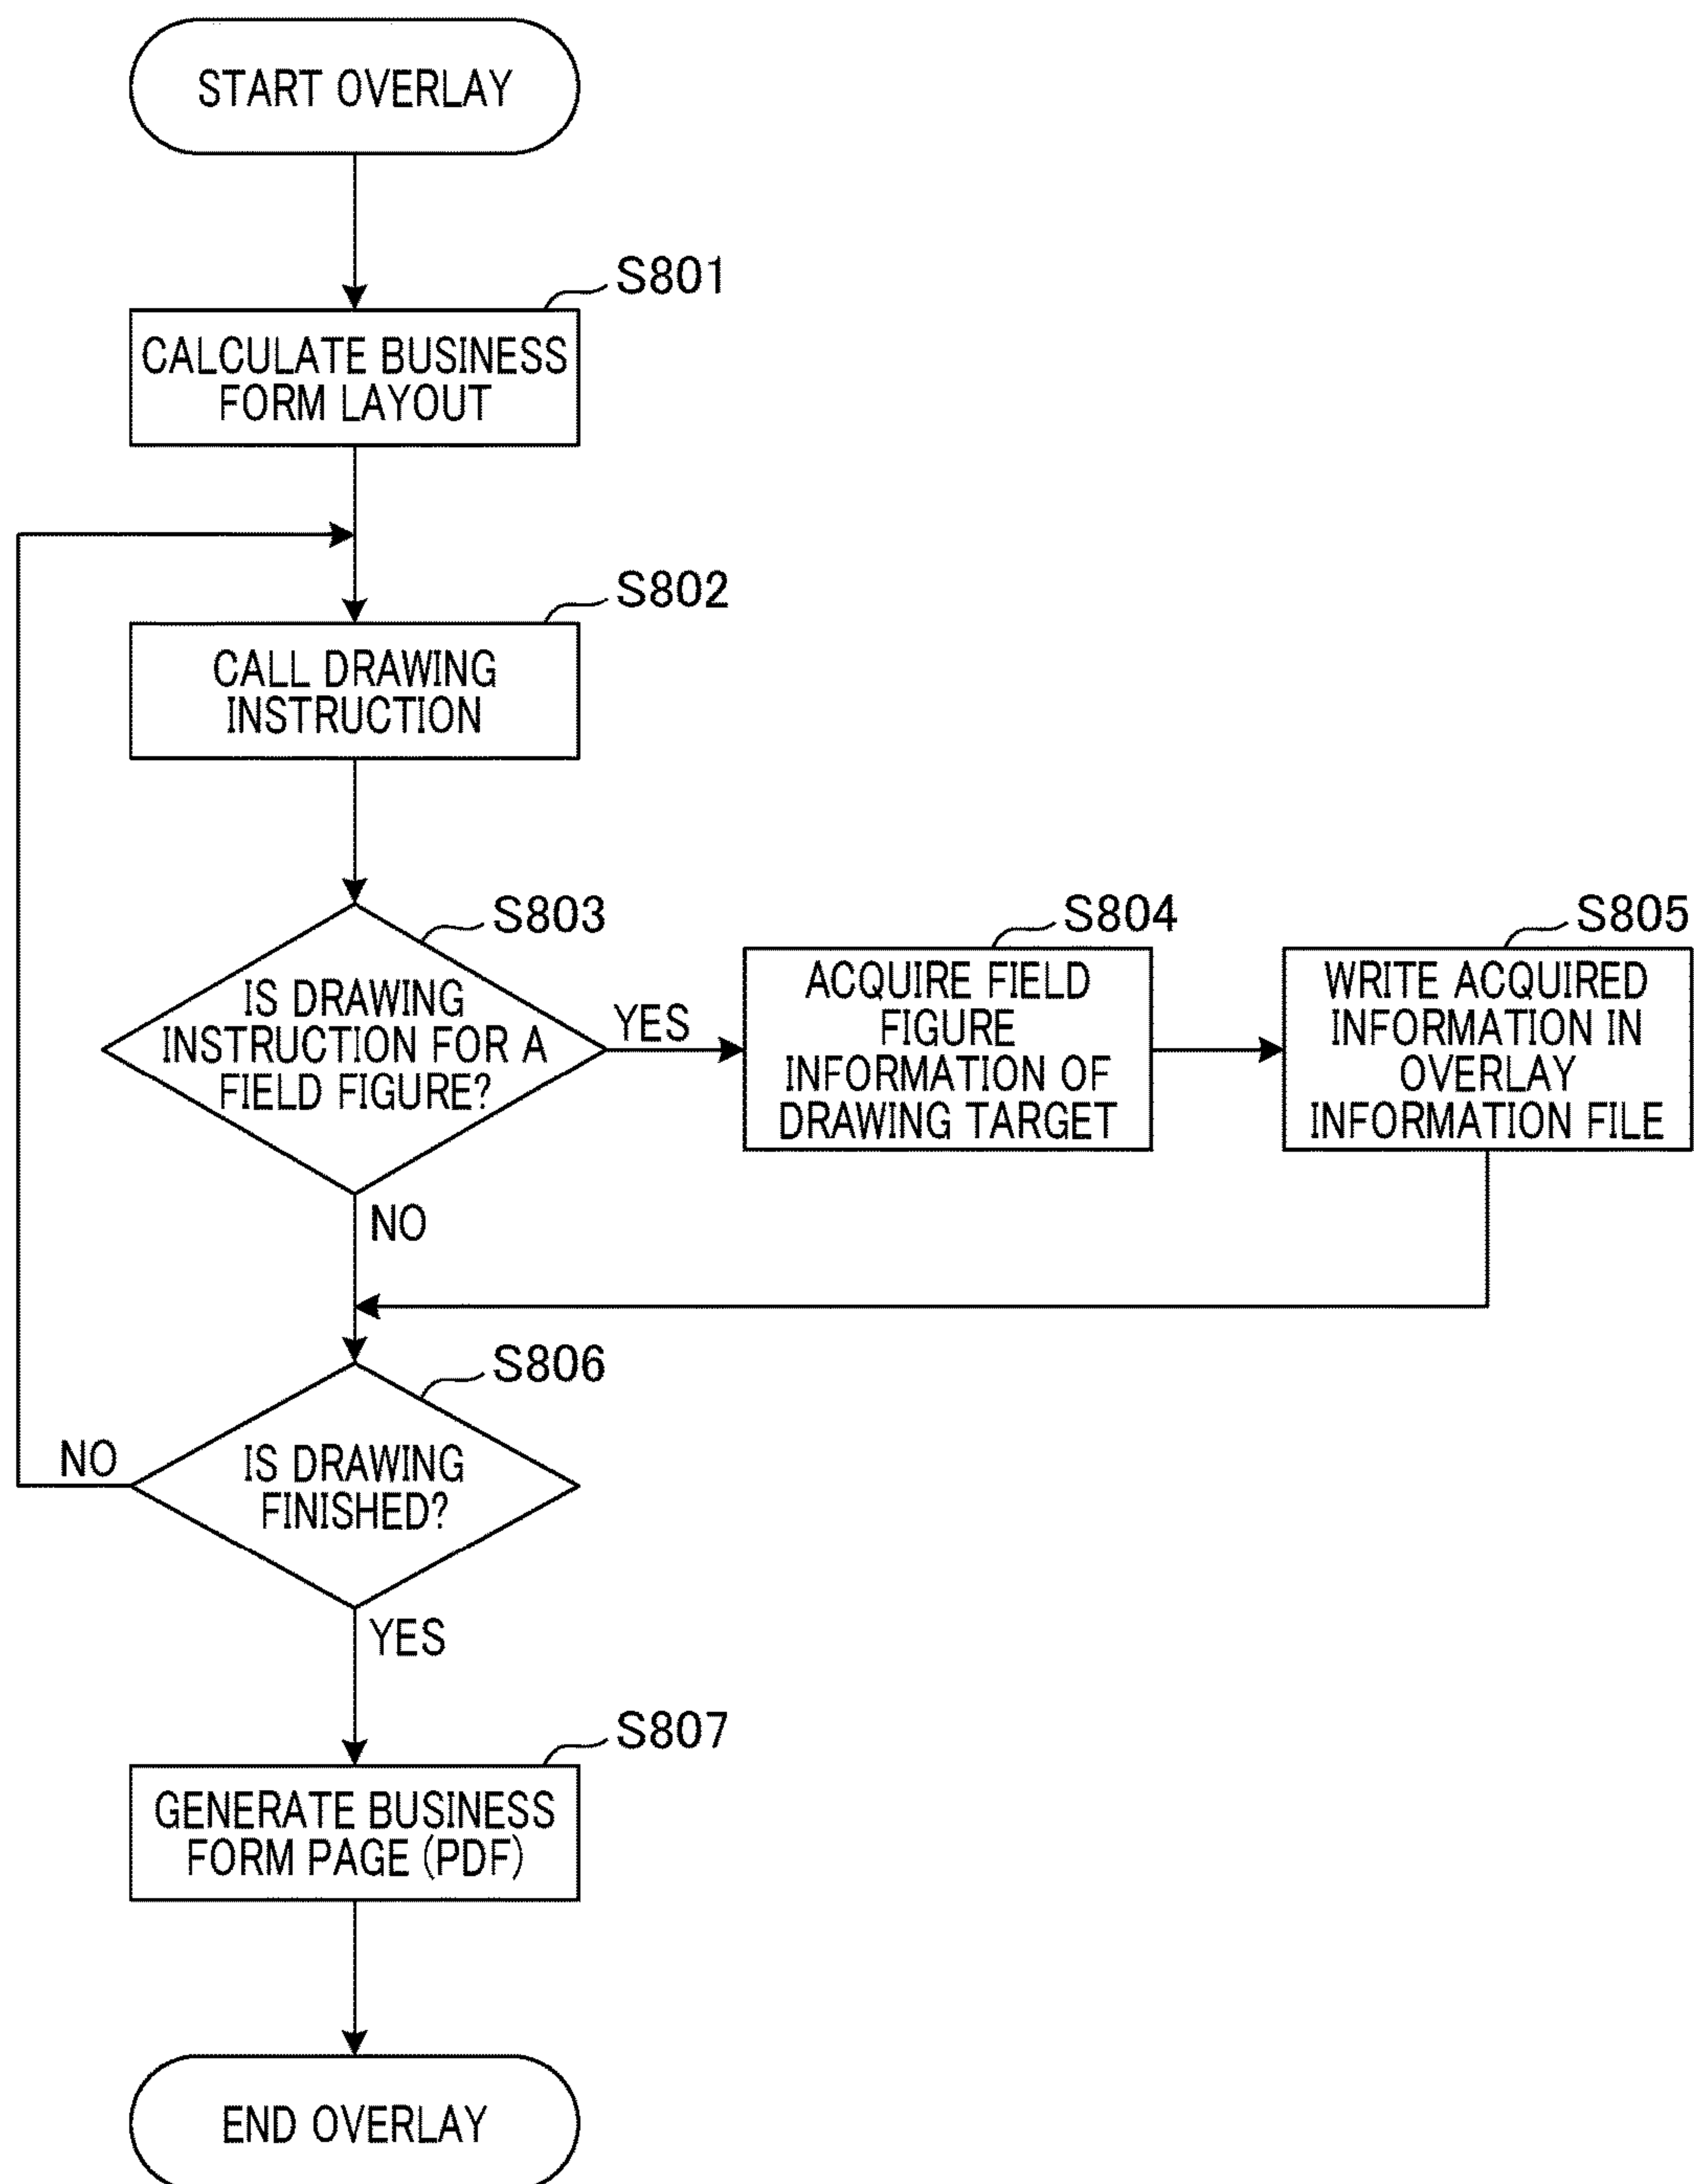 START OVERLAY
S801
CALCULATE BUSINESS
FORM LAYOUT
S802
CALL DRAWING
INSTRUCTION
S803
IS DRAWING
INSTRUCTION FOR A
FIELD FIGURE?
YES
S804
ACQUIRE FIELD
FIGURE
INFORMATION OF
DRAWING TARGET
S805
WRITE ACQUIRED
INFORMATION IN
OVERLAY
INFORMATION FILE
NO
S806
IS DRAWING
FINISHED?
NO
YES
S807
GENERATE BUSINESS
FORM PAGE (PDF)
END OVERLAY